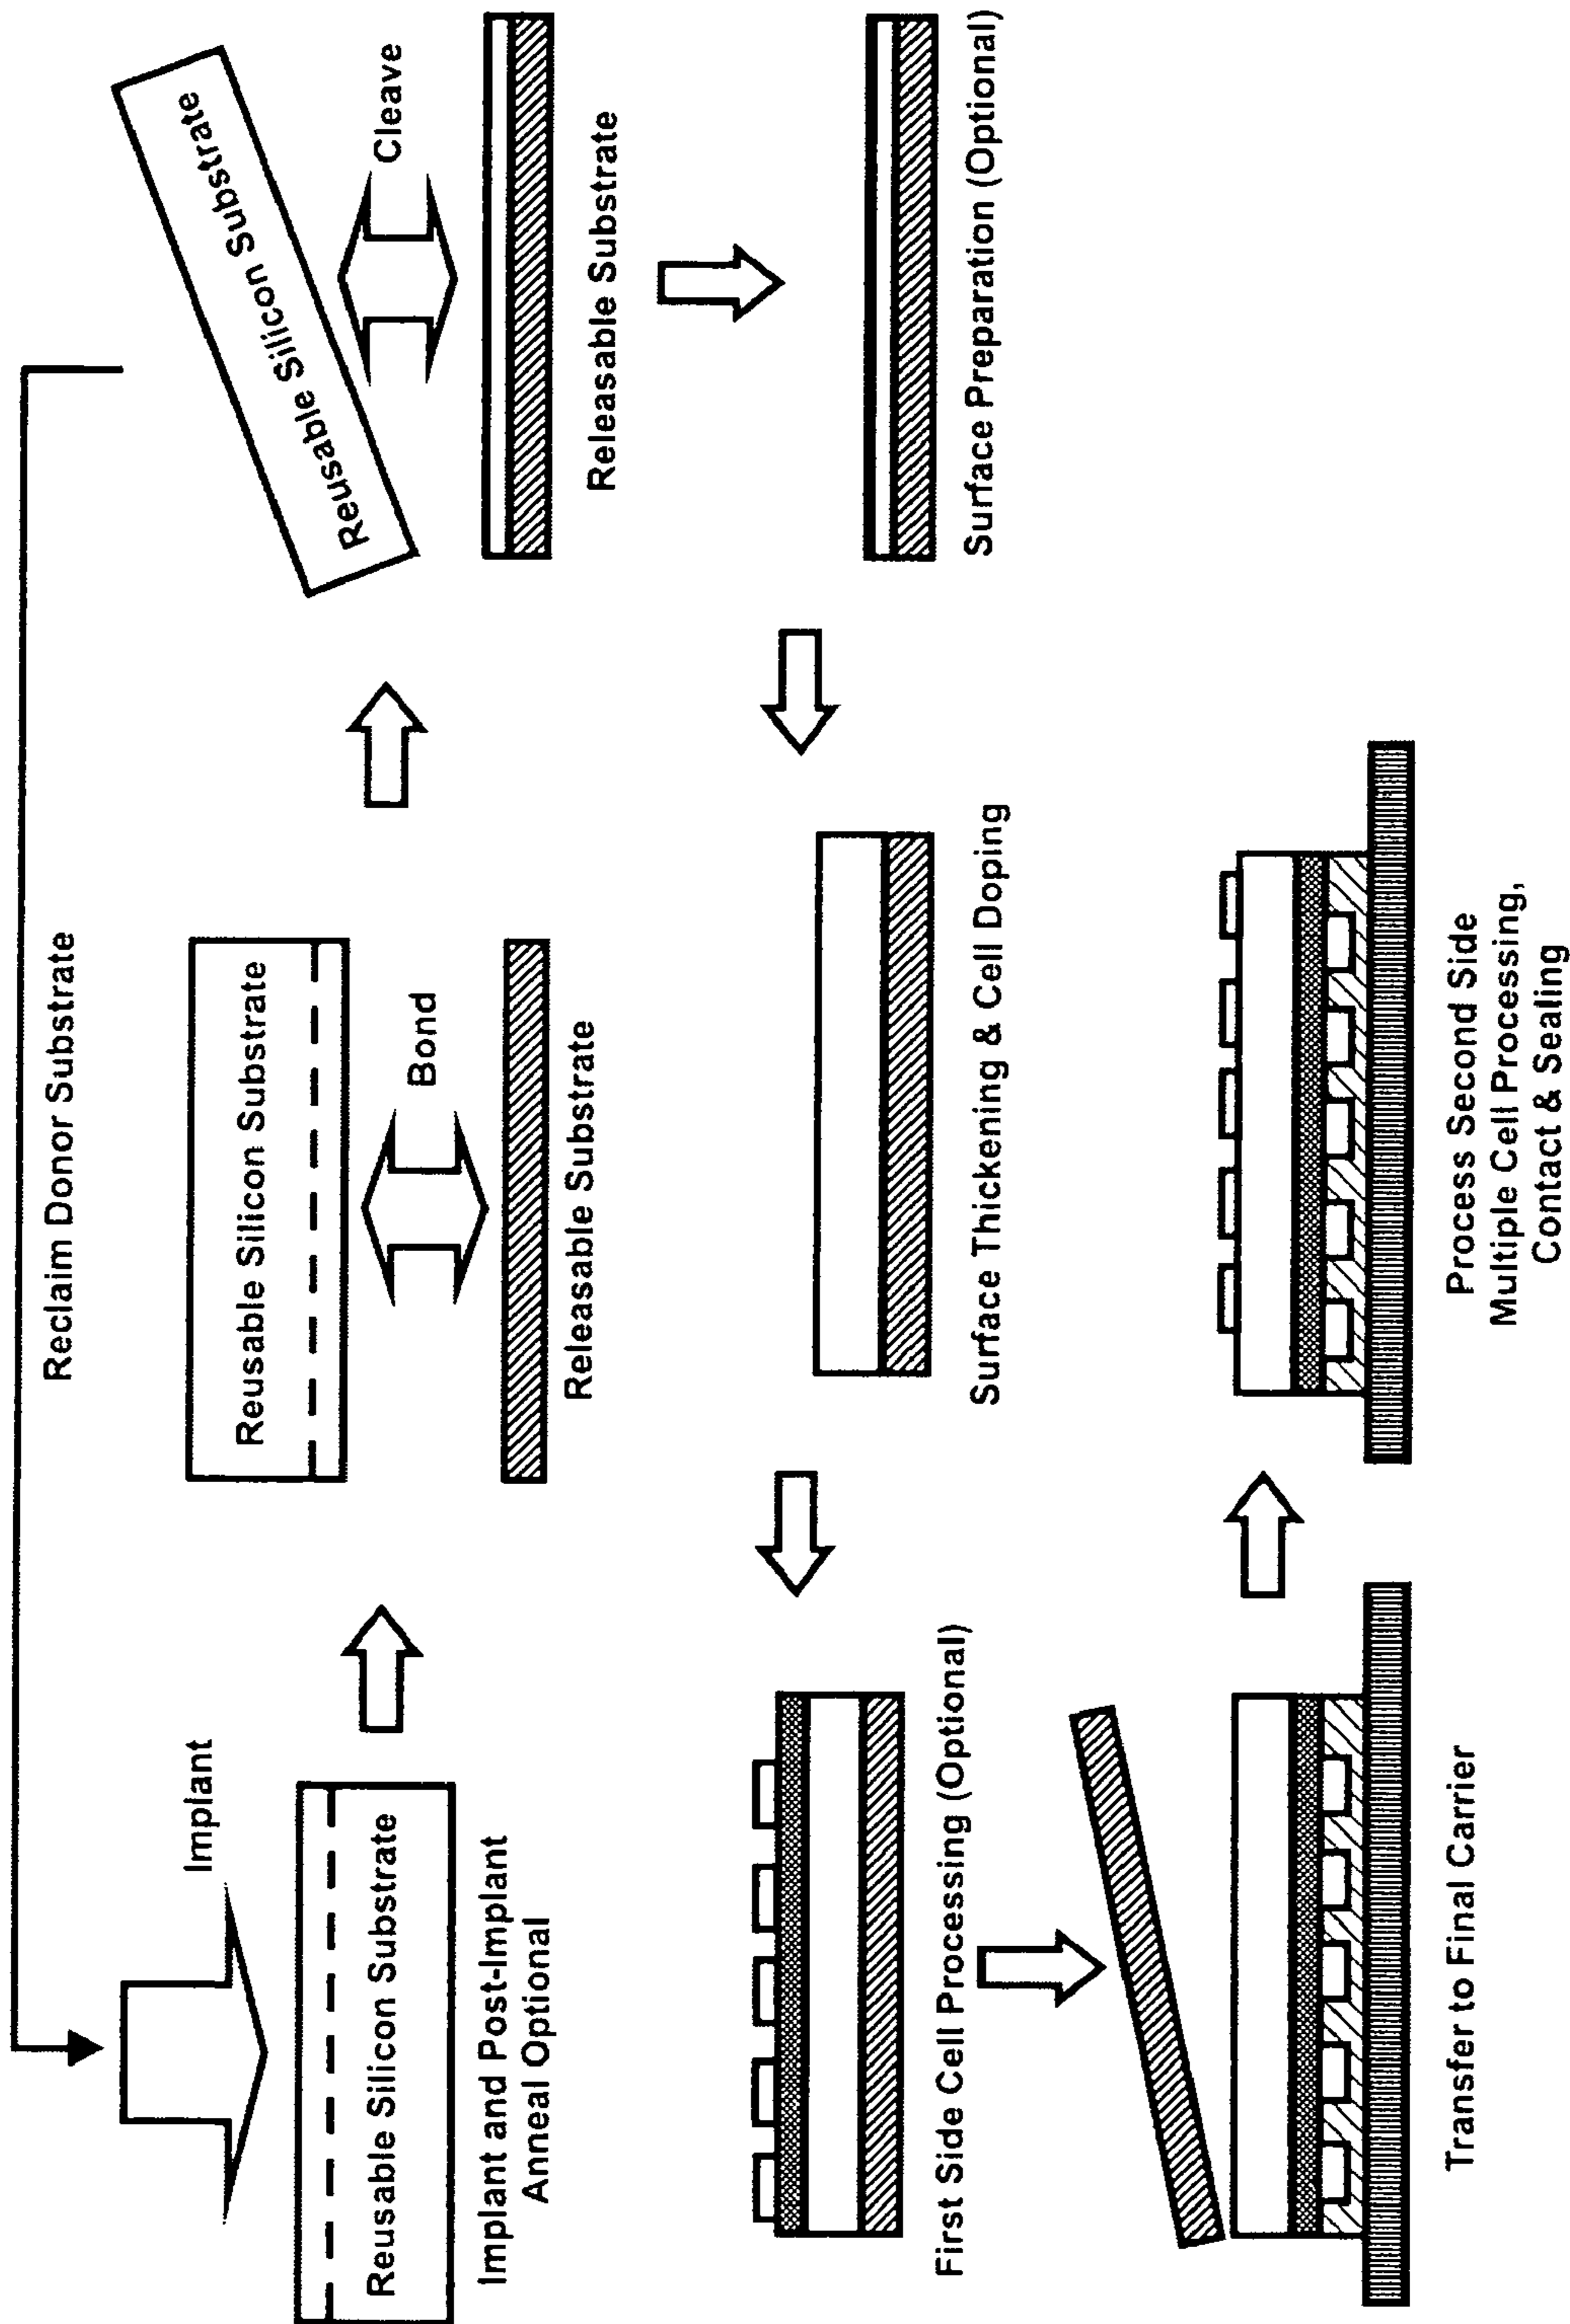 Reclaim Donor Substrate
Implant
Reusable Silicon Substrate
Implant and Post-Implant
Anneal Optional
Reusable Silicon Substrate
Bond
Releasable Substrate
Reusable Silicon Substrate
Cleave
Releasable Substrate
Surface Preparation (Optional)
Surface Thickening & Cell Doping
First Side Cell Processing (Optional)
Transfer to Final Carrier
Process Second Side
Multiple Cell Processing,
Contact & Sealing